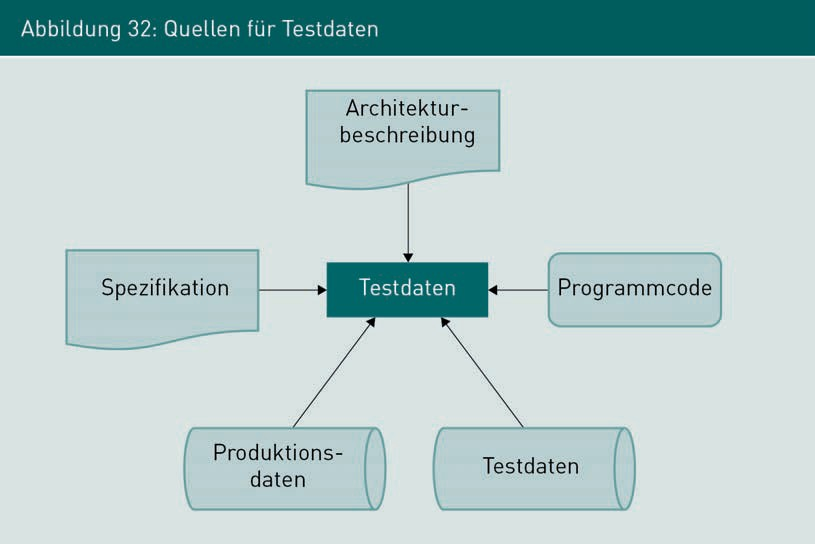 Abbildung 32: Quellen für Testdaten
Architektur-
beschreibung
Spezifikation
Testdaten
Programmcode
Produktions-
daten
Testdaten